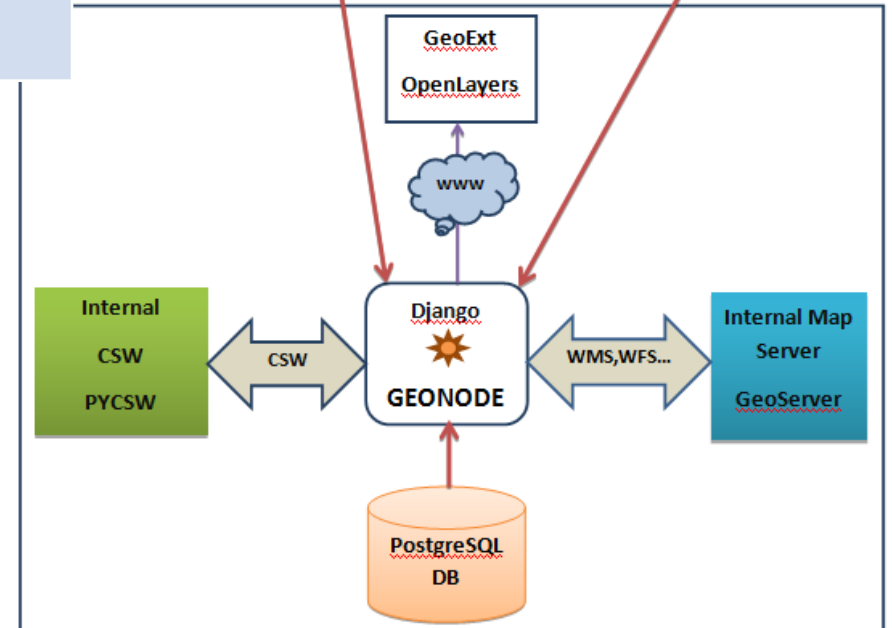 GeoExt
OpenLayers
www
Internal
CSW
PYCSW
CSW
Django
GEONODE
WMS,WFS...
Internal Map
Server
GeoServer
PostgreSQL
DB